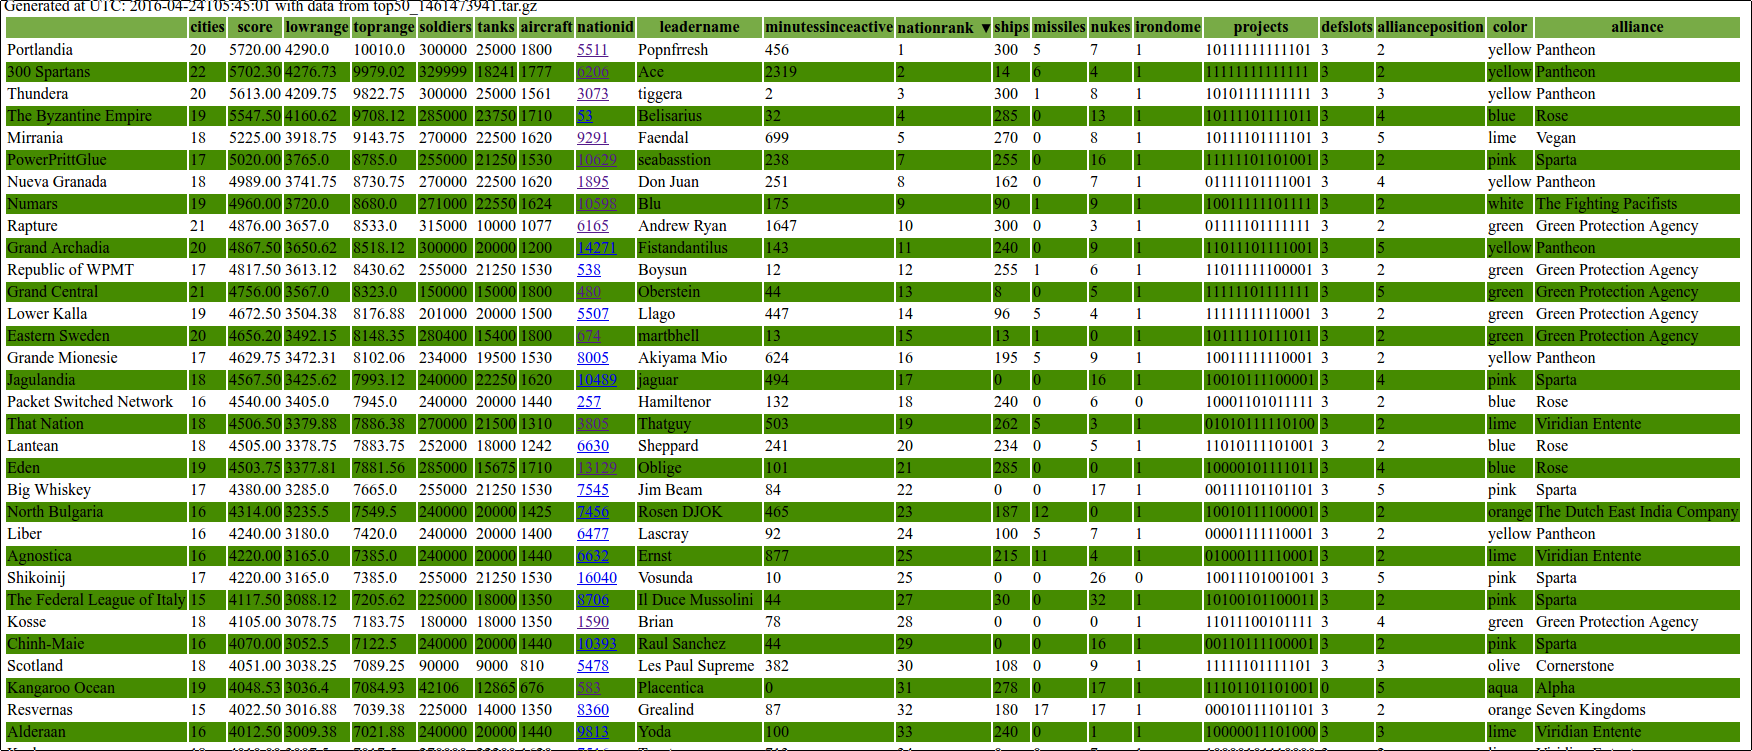 Generated at UTC: 2016-04-24T05:45:01 with data from top50_1461473941.tar.gz
cities score lowrange toprange soldiers tanks aircraft nationid leadername minutessinceactive nationrank ▼ ships missiles nukes irondome projects defslots allianceposition color alliance
Portlandia 20 5720.00 4290.0 10010.0 300000 25000 1800 5511 Popnfrresh 456 1 300 5 7 1 10111111111101 3 2 yellow Pantheon
300 Spartans 22 5702.30 4276.73 9979.02 329999 18241 1777 6206 Ace 2319 2 14 6 4 1 11111111111111 3 2 yellow Pantheon
Thundera 20 5613.00 4209.75 9822.75 300000 25000 1561 3073 tiggera 2 3 300 1 8 1 10101111111111 3 3 yellow Pantheon
The Byzantine Empire 19 5547.50 4160.62 9708.12 285000 23750 1710 53 Belisarius 32 4 285 0 13 1 10111101111011 3 4 blue Rose
Mirrania 18 5225.00 3918.75 9143.75 270000 22500 1620 9291 Faendal 699 5 270 0 8 1 10111101111101 3 5 lime Vegan
PowerPrittGlue 17 5020.00 3765.0 8785.0 255000 21250 1530 10629 seabasstion 238 7 255 0 16 1 11111101101001 3 2 pink Sparta
Nueva Granada 18 4989.00 3741.75 8730.75 270000 22500 1620 1895 Don Juan 251 8 162 0 7 1 01111101111001 3 4 yellow Pantheon
Numars 19 4960.00 3720.0 8680.0 271000 22550 1624 10598 Blu 175 9 90 1 9 1 10011111101111 3 2 white The Fighting Pacifists
Rapture 21 4876.00 3657.0 8533.0 315000 10000 1077 6165 Andrew Ryan 1647 10 300 0 3 1 01111101111111 3 2 green Green Protection Agency
Grand Archadia 20 4867.50 3650.62 8518.12 300000 20000 1200 14271 Fistandantilus 143 11 240 0 9 1 11011101111001 3 5 yellow Pantheon
Republic of WPMT 17 4817.50 3613.12 8430.62 255000 21250 1530 538 Boysun 12 12 255 1 6 1 11011111100001 3 2 green Green Protection Agency
Grand Central 21 4756.00 3567.0 8323.0 150000 15000 1800 480 Oberstein 44 13 8 0 5 1 11111101111111 3 5 green Green Protection Agency
Lower Kalla 19 4672.50 3504.38 8176.88 201000 20000 1500 5507 Llago 447 14 96 5 4 1 11111111110001 3 2 green Green Protection Agency
Eastern Sweden 20 4656.20 3492.15 8148.35 280400 15400 1800 674 martbhell 13 15 13 1 0 1 10111110111011 3 2 green Green Protection Agency
Grande Mionesie 17 4629.75 3472.31 8102.06 234000 19500 1530 8005 Akiyama Mio 624 16 195 5 9 1 10011111110001 3 2 yellow Pantheon
Jagulandia 18 4567.50 3425.62 7993.12 240000 22250 1620 10489 jaguar 494 17 0 0 16 1 10010111100001 3 4 pink Sparta
Packet Switched Network 16 4540.00 3405.0 7945.0 240000 20000 1440 257 Hamiltenor 132 18 240 0 6 0 10001101011111 3 2 blue Rose
That Nation 18 4506.50 3379.88 7886.38 270000 21500 1310 3805 Thatguy 503 19 262 5 3 1 01010111110100 3 2 lime Viridian Entente
Lantean 18 4505.00 3378.75 7883.75 252000 18000 1242 6630 Sheppard 241 20 234 0 5 1 11010111101001 3 2 blue Rose
Eden 19 4503.75 3377.81 7881.56 285000 15675 1710 13129 Oblige 101 21 285 0 0 1 10000101111011 3 4 blue Rose
Big Whiskey 17 4380.00 3285.0 7665.0 255000 21250 1530 7545 Jim Beam 84 22 0 0 17 1 00111101101101 3 5 pink Sparta
North Bulgaria 16 4314.00 3235.5 7549.5 240000 20000 1425 7456 Rosen DJOK 465 23 187 12 0 1 10010111100001 3 2 orange The Dutch East India Company
Liber 16 4240.00 3180.0 7420.0 240000 20000 1440 6477 Lascray 92 24 100 5 7 1 00001111110001 3 2 yellow Pantheon
Agnostica 16 4220.00 3165.0 7385.0 240000 20000 1440 6632 Ernst 877 25 215 11 4 1 01000111110001 3 2 lime Viridian Entente
Shikoinij 17 4220.00 3165.0 7385.0 255000 21250 1530 16040 Vosunda 10 25 0 0 26 0 10011101001001 3 5 pink Sparta
The Federal League of Italy 15 4117.50 3088.12 7205.62 225000 18000 1350 8706 Il Duce Mussolini 44 27 30 0 32 1 10100101100011 3 2 pink Sparta
Kosse 18 4105.00 3078.75 7183.75 180000 18000 1350 1590 Brian 78 28 0 0 0 1 11011100101111 3 4 green Green Protection Agency
Chinh-Maie 16 4070.00 3052.5 7122.5 240000 20000 1440 10393 Raul Sanchez 44 29 0 0 16 1 00110111100001 3 2 pink Sparta
Scotland 18 4051.00 3038.25 7089.25 90000 9000 810 5478 Les Paul Supreme 382 30 108 0 9 1 11111101111101 3 3 olive Cornerstone
Kangaroo Ocean 19 4048.53 3036.4 7084.93 42106 12865 676 583 Placentica 0 31 278 0 17 1 11101101101001 0 5 aqua Alpha
Resvernas 15 4022.50 3016.88 7039.38 225000 14000 1350 8360 Grealind 87 32 180 17 17 1 00010111101101 3 2 orange Seven Kingdoms
Alderaan 16 4012.50 3009.38 7021.88 240000 20000 1440 9813 Yoda 100 33 240 0 1 1 10000011101000 3 3 lime Viridian Entente